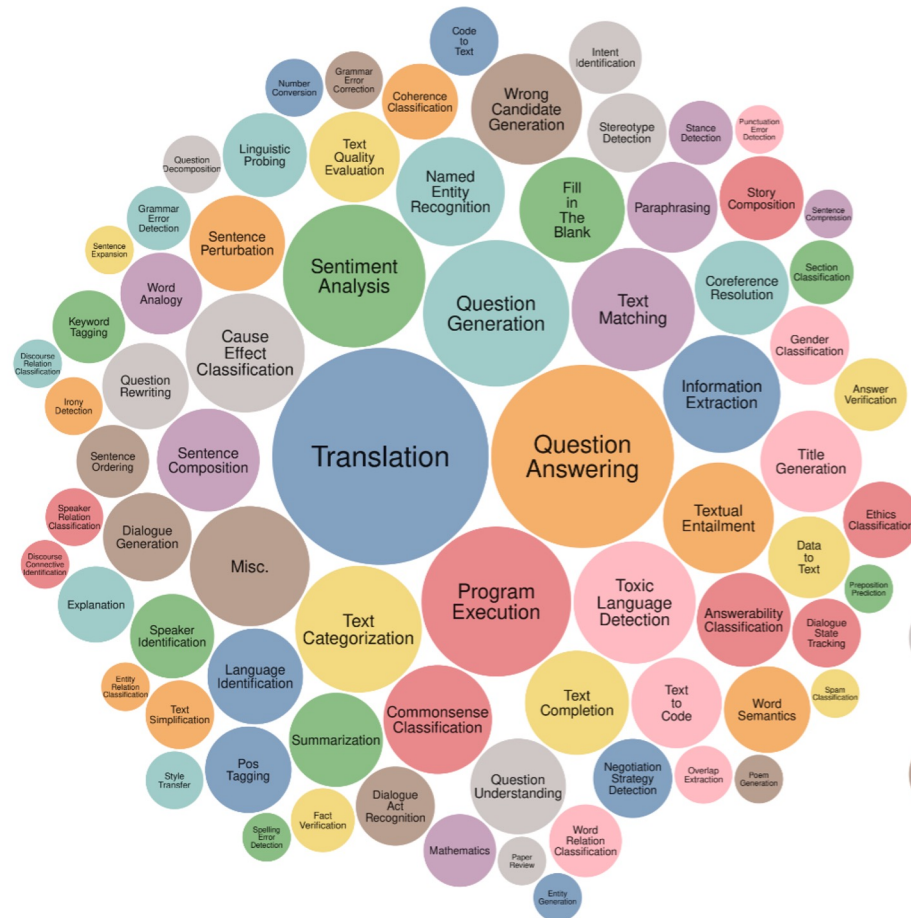 Code
to
Text
Intent
Identification
Number
Conversion
Grammar
Error
Correction
Coherence
Classification
Wrong
Candidate
Generation
Stereotype
Detection
Stance
Detection
Punctuation
Error
Detection
Question
Decomposition
Linguistic
Probing
Text
Quality
Evaluation
Named
Entity
Recognition
Fill
in
The
Blank
Paraphrasing
Story
Composition
Sentence
Compression
Grammar
Error
Detection
Sentence
Expansion
Sentence
Perturbation
Sentiment
Analysis
Question
Generation
Text
Matching
Coreference
Resolution
Section
Classification
Word
Analogy
Keyword
Tagging
Cause
Effect
Classification
Gender
Classification
Discourse
Relation
Classification
Question
Rewriting
Information
Extraction
Answer
Verification
Irony
Detection
Sentence
Ordering
Sentence
Composition
Translation
Question
Answering
Title
Generation
Speaker
Relation
Classification
Dialogue
Generation
Textual
Entailment
Ethics
Classification
Data
to
Text
Discourse
Connective
Identification
Misc.
Program
Execution
Toxic
Language
Detection
Preposition
Prediction
Explanation
Speaker
Identification
Text
Categorization
Answerability
Classification
Dialogue
State
Tracking
Entity
Relation
Classification
Language
Identification
Text
Simplification
Commonsense
Classification
Text
Completion
Text
to
Code
Word
Semantics
Spam
Classification
Summarization
Style
Transfer
Pos
Tagging
Question
Understanding
Negotiation
Strategy
Detection
Overlap
Extraction
Poem
Generation
Spelling
Error
Detection
Fact
Verification
Dialogue
Act
Recognition
Mathematics
Paper
Review
Word
Relation
Classification
Entity
Generation